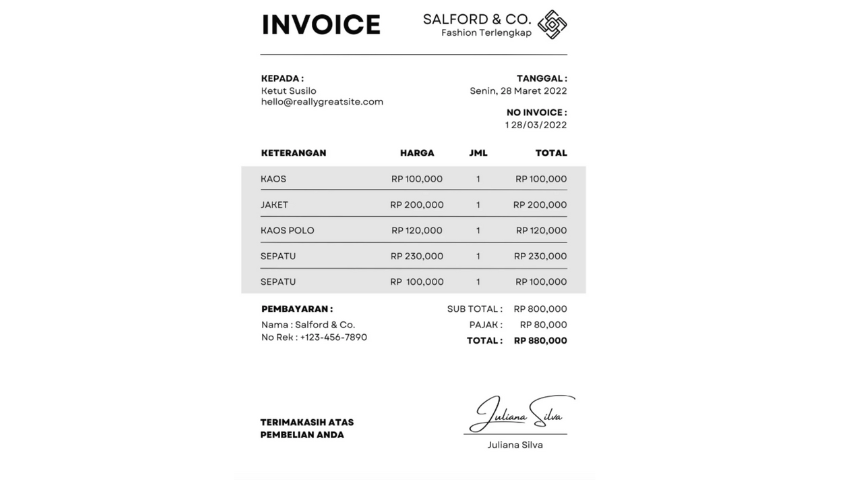 INVOICE
SALFORD & CO.
Fashion Terlengkap
KEPADA :
Ketut Susilo
hello@reallygreatsite.com
TANGGAL :
Senin, 28 Maret 2022
NO INVOICE :
1 28/03/2022
KETERANGAN HARGA JML TOTAL
KAOS RP 100,000 1 RP 100,000
JAKET RP 200,000 1 RP 200,000
KAOS POLO RP 120,000 1 RP 120,000
SEPATU RP 230,000 1 RP 230,000
SEPATU RP 100,000 1 RP 100,000
PEMBAYARAN :
Nama : Salford & Co.
No Rek : +123-456-7890
SUB TOTAL : RP 800,000
PAJAK : RP 80,000
TOTAL : RP 880,000
TERIMAKASIH ATAS
PEMBELIAN ANDA
Juliana Silva
Juliana Silva